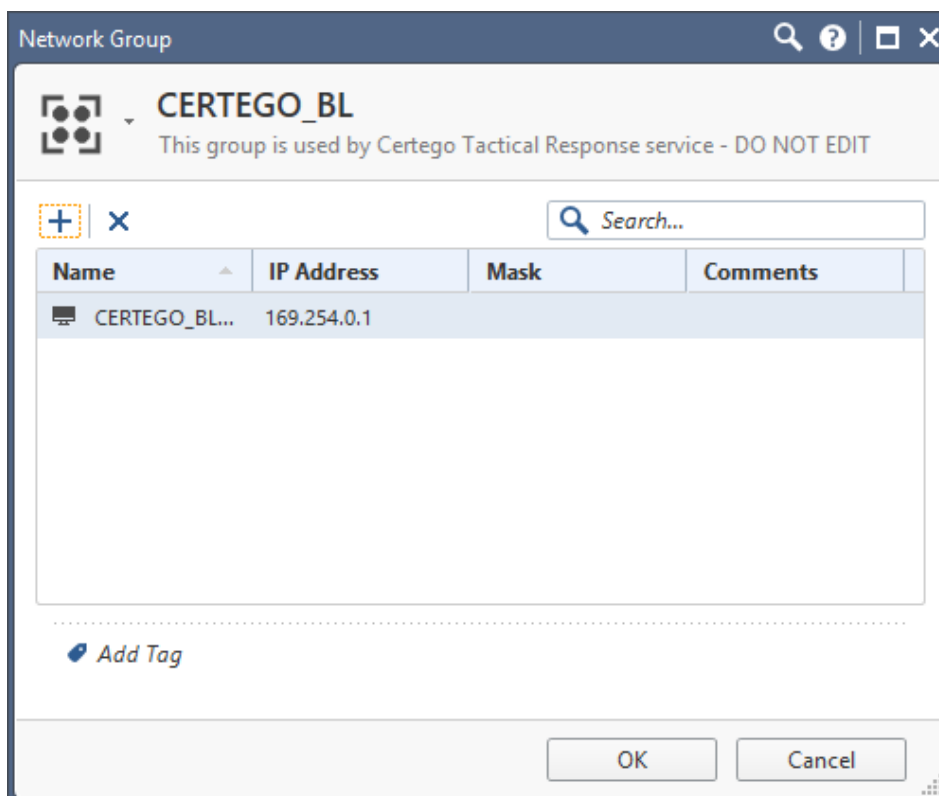 Network Group
CERTEGO_BL
This group is used by Certego Tactical Response service - DO NOT EDIT
Search...
Name IP Address Mask Comments
CERTEGO_BL... 169.254.0.1
Add Tag
OK Cancel